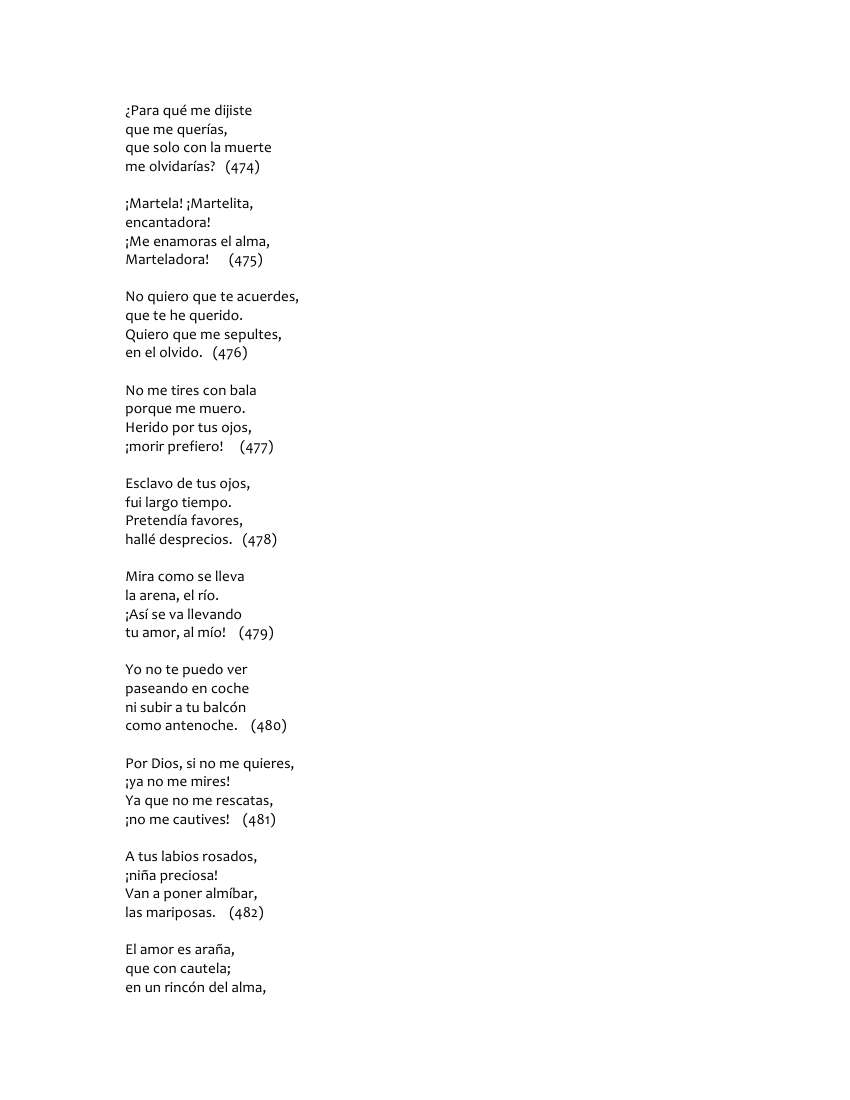 ¿Para qué me dijiste
que me querías,
que solo con la muerte
me olvidarías? (474)
¡Martela! ¡Martelita,
encantadora!
¡Me enamoras el alma,
Marteladora! (475)
No quiero que te acuerdes,
que te he querido.
Quiero que me sepultes,
en el olvido. (476)
No me tires con bala
porque me muero.
Herido por tus ojos,
¡morir prefiero! (477)
Esclavo de tus ojos,
fui largo tiempo.
Pretendía favores,
hallé desprecios. (478)
Mira como se lleva
la arena, el río.
¡Así se va llevando
tu amor, al mío! (479)
Yo no te puedo ver
paseando en coche
ni subir a tu balcón
como antenoche. (480)
Por Dios, si no me quieres,
¡ya no me mires!
Ya que no me rescatas,
¡no me cautives! (481)
A tus labios rosados,
¡niña preciosa!
Van a poner almíbar,
las mariposas. (482)
El amor es araña,
que con cautela;
en un rincón del alma,